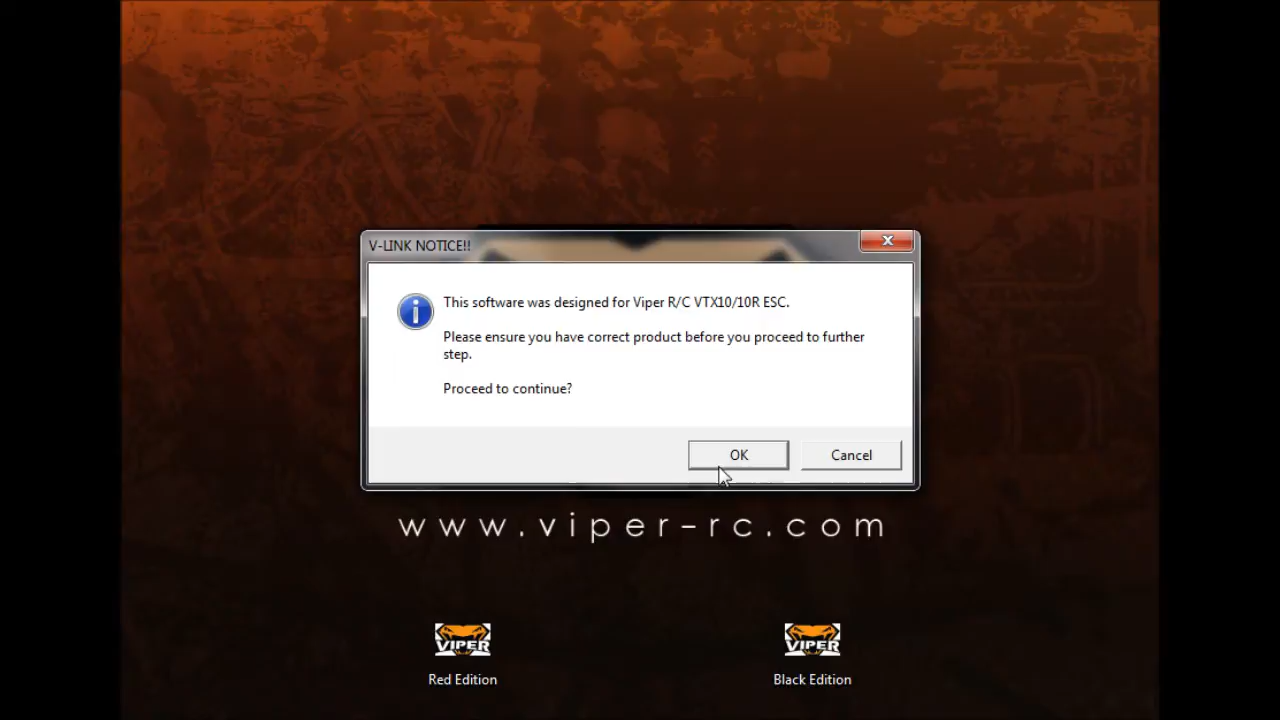 V-LINK NOTICE!!
This software was designed for Viper R/C VTX10/10R ESC.
Please ensure you have correct product before you proceed to further
step.
Proceed to continue?
OK Cancel
www.viper-rc.com
VIPER VIPER
Red Edition Black Edition